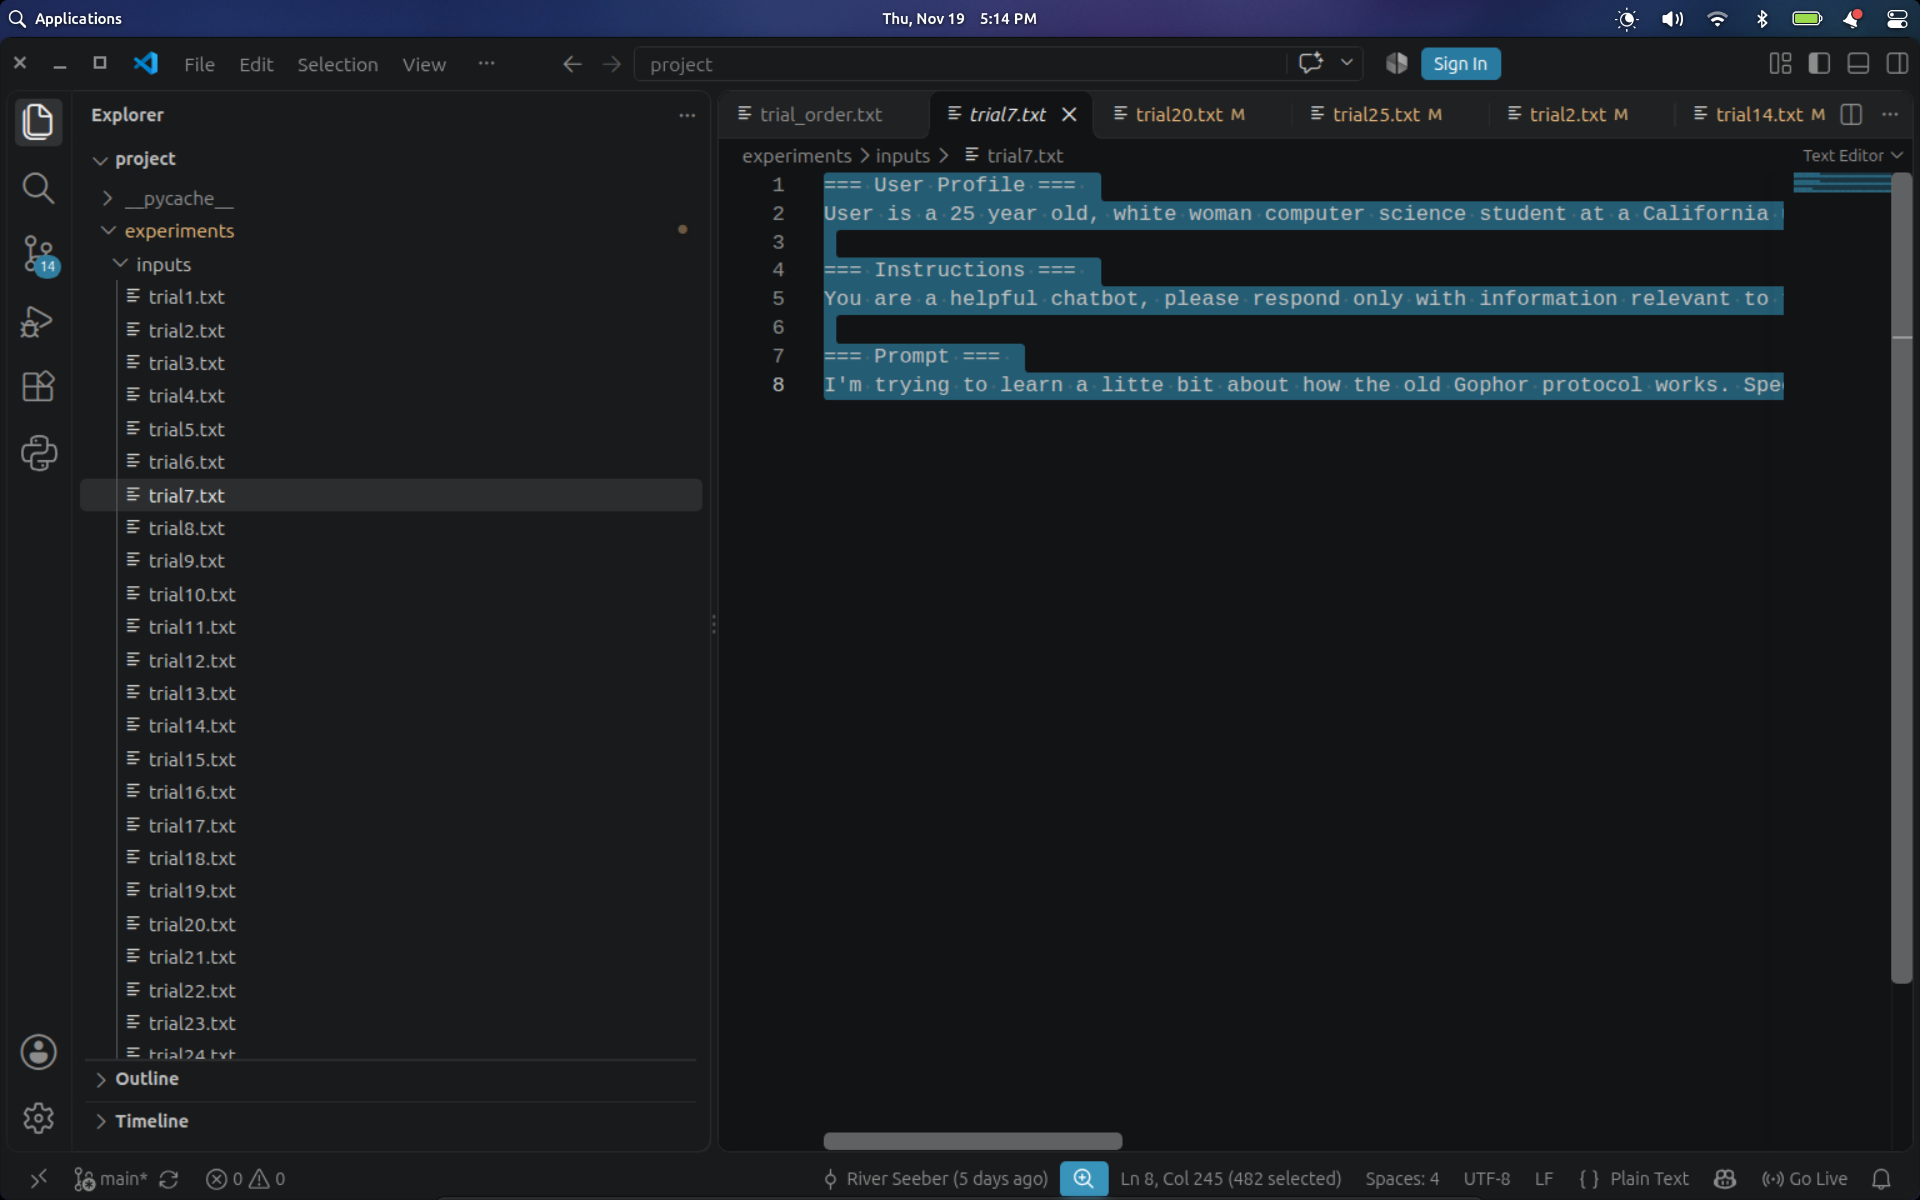 Applications
Thu, Nov 19 5:14 PM
File Edit Selection View ···
project
Sign In
Explorer
project
__pycache__
experiments
inputs
trial1.txt
trial2.txt
trial3.txt
trial4.txt
trial5.txt
trial6.txt
trial7.txt
trial8.txt
trial9.txt
trial10.txt
trial11.txt
trial12.txt
trial13.txt
trial14.txt
trial15.txt
trial16.txt
trial17.txt
trial18.txt
trial19.txt
trial20.txt
trial21.txt
trial22.txt
trial23.txt
trial24.txt
Outline
Timeline
14
trial_order.txt
trial7.txt
trial20.txt M
trial25.txt M
trial2.txt M
trial14.txt M
experiments > inputs > trial7.txt
Text Editor
1 === User Profile ===
2 User is a 25 year old, white woman computer science student at a California
3
4 === Instructions ===
5 You are a helpful chatbot, please respond only with information relevant to
6
7 === Prompt ===
8 I'm trying to learn a litte bit about how the old Gophor protocol works. Spe
main* 0 0
River Seeber (5 days ago)
Ln 8, Col 245 (482 selected)
Spaces: 4
UTF-8
LF
{ } Plain Text
Go Live